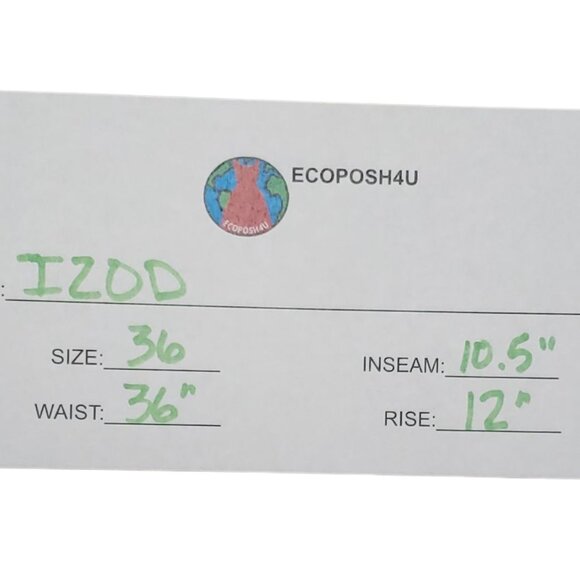 ECOPOSH4U
ECOPOSH4U
: IZOD
SIZE: 36
INSEAM: 10.5"
WAIST: 36"
RISE: 12"